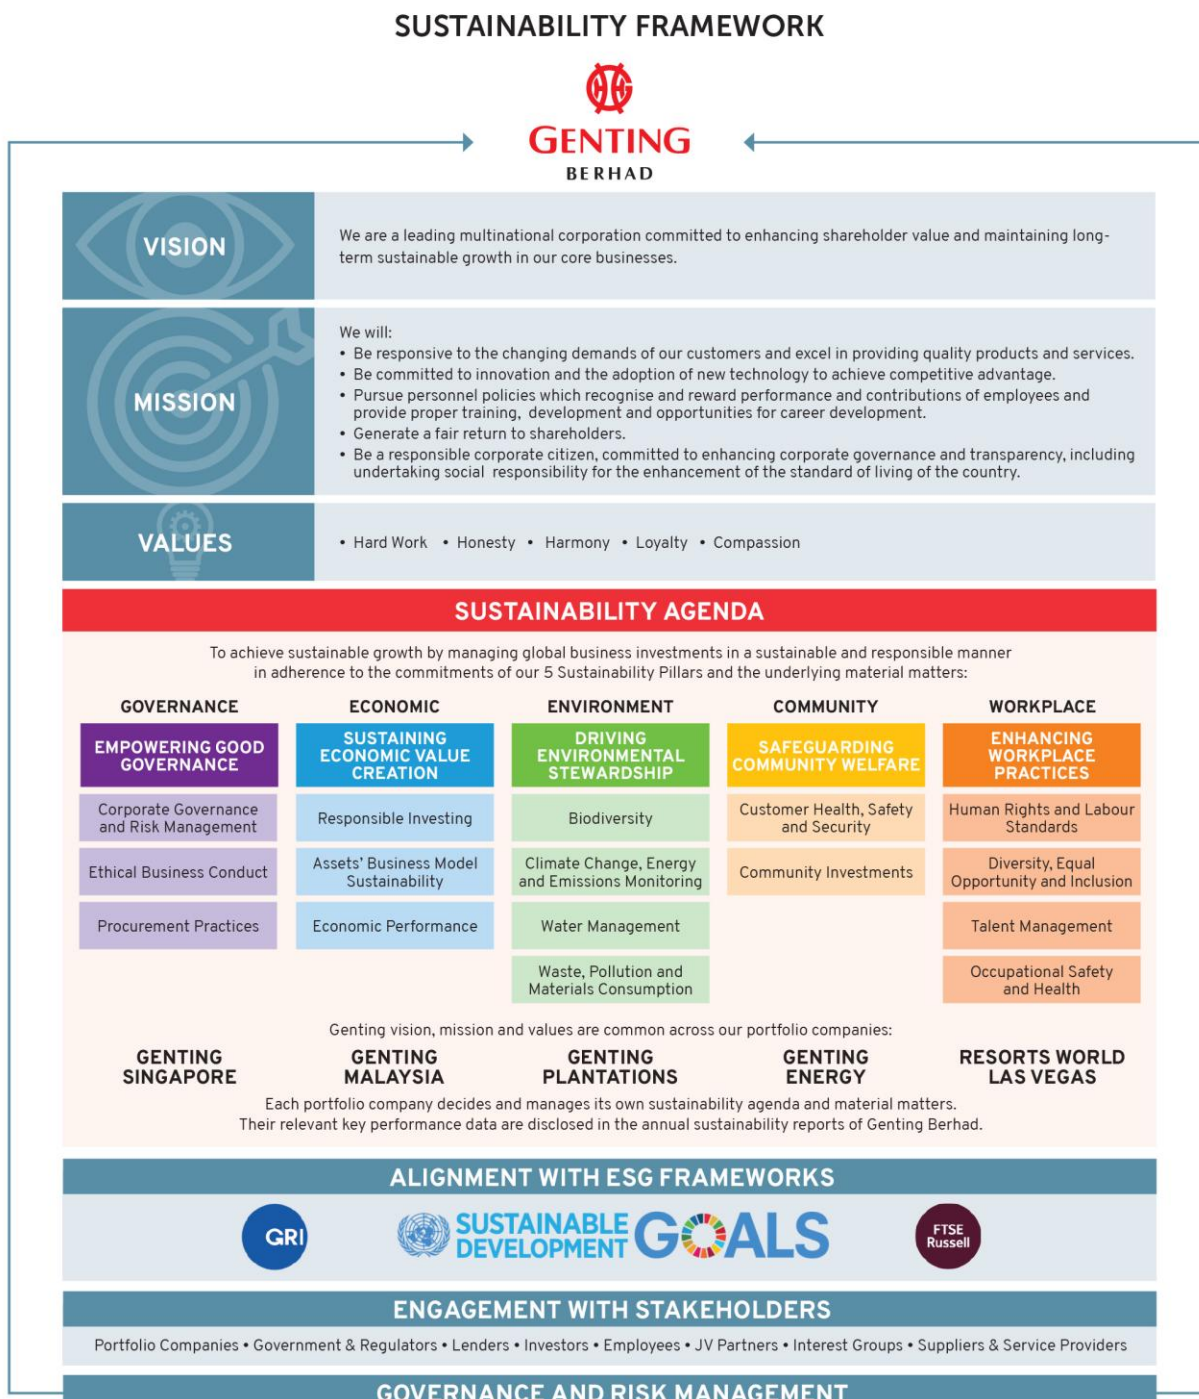 SUSTAINABILITY FRAMEWORK
GENTING
BERHAD
VISION
We are a leading multinational corporation committed to enhancing shareholder value and maintaining long-
term sustainable growth in our core businesses.
MISSION
We will:
• Be responsive to the changing demands of our customers and excel in providing quality products and services.
• Be committed to innovation and the adoption of new technology to achieve competitive advantage.
• Pursue personnel policies which recognise and reward performance and contributions of employees and
provide proper training, development and opportunities for career development.
• Generate a fair return to shareholders.
• Be a responsible corporate citizen, committed to enhancing corporate governance and transparency, including
undertaking social responsibility for the enhancement of the standard of living of the country.
VALUES
• Hard Work • Honesty • Harmony • Loyalty • Compassion
SUSTAINABILITY AGENDA
To achieve sustainable growth by managing global business investments in a sustainable and responsible manner
in adherence to the commitments of our 5 Sustainability Pillars and the underlying material matters:
GOVERNANCE
EMPOWERING GOOD
GOVERNANCE
Corporate Governance
and Risk Management
Ethical Business Conduct
Procurement Practices
ECONOMIC
SUSTAINING
ECONOMIC VALUE
CREATION
Responsible Investing
Assets' Business Model
Sustainability
Economic Performance
ENVIRONMENT
DRIVING
ENVIRONMENTAL
STEWARDSHIP
Biodiversity
Climate Change, Energy
and Emissions Monitoring
Water Management
Waste, Pollution and
Materials Consumption
COMMUNITY
SAFEGUARDING
COMMUNITY WELFARE
Customer Health, Safety
and Security
Community Investments
WORKPLACE
ENHANCING
WORKPLACE
PRACTICES
Human Rights and Labour
Standards
Diversity, Equal
Opportunity and Inclusion
Talent Management
Occupational Safety
and Health
Genting vision, mission and values are common across our portfolio companies:
GENTING
SINGAPORE
GENTING
MALAYSIA
GENTING
PLANTATIONS
GENTING
ENERGY
RESORTS WORLD
LAS VEGAS
Each portfolio company decides and manages its own sustainability agenda and material matters.
Their relevant key performance data are disclosed in the annual sustainability reports of Genting Berhad.
ALIGNMENT WITH ESG FRAMEWORKS
GRI
SUSTAINABLE
DEVELOPMENT
GOALS
FTSE
Russell
ENGAGEMENT WITH STAKEHOLDERS
Portfolio Companies • Government & Regulators • Lenders • Investors • Employees • JV Partners • Interest Groups • Suppliers & Service Providers
GOVERNANCE AND RISK MANAGEMENT